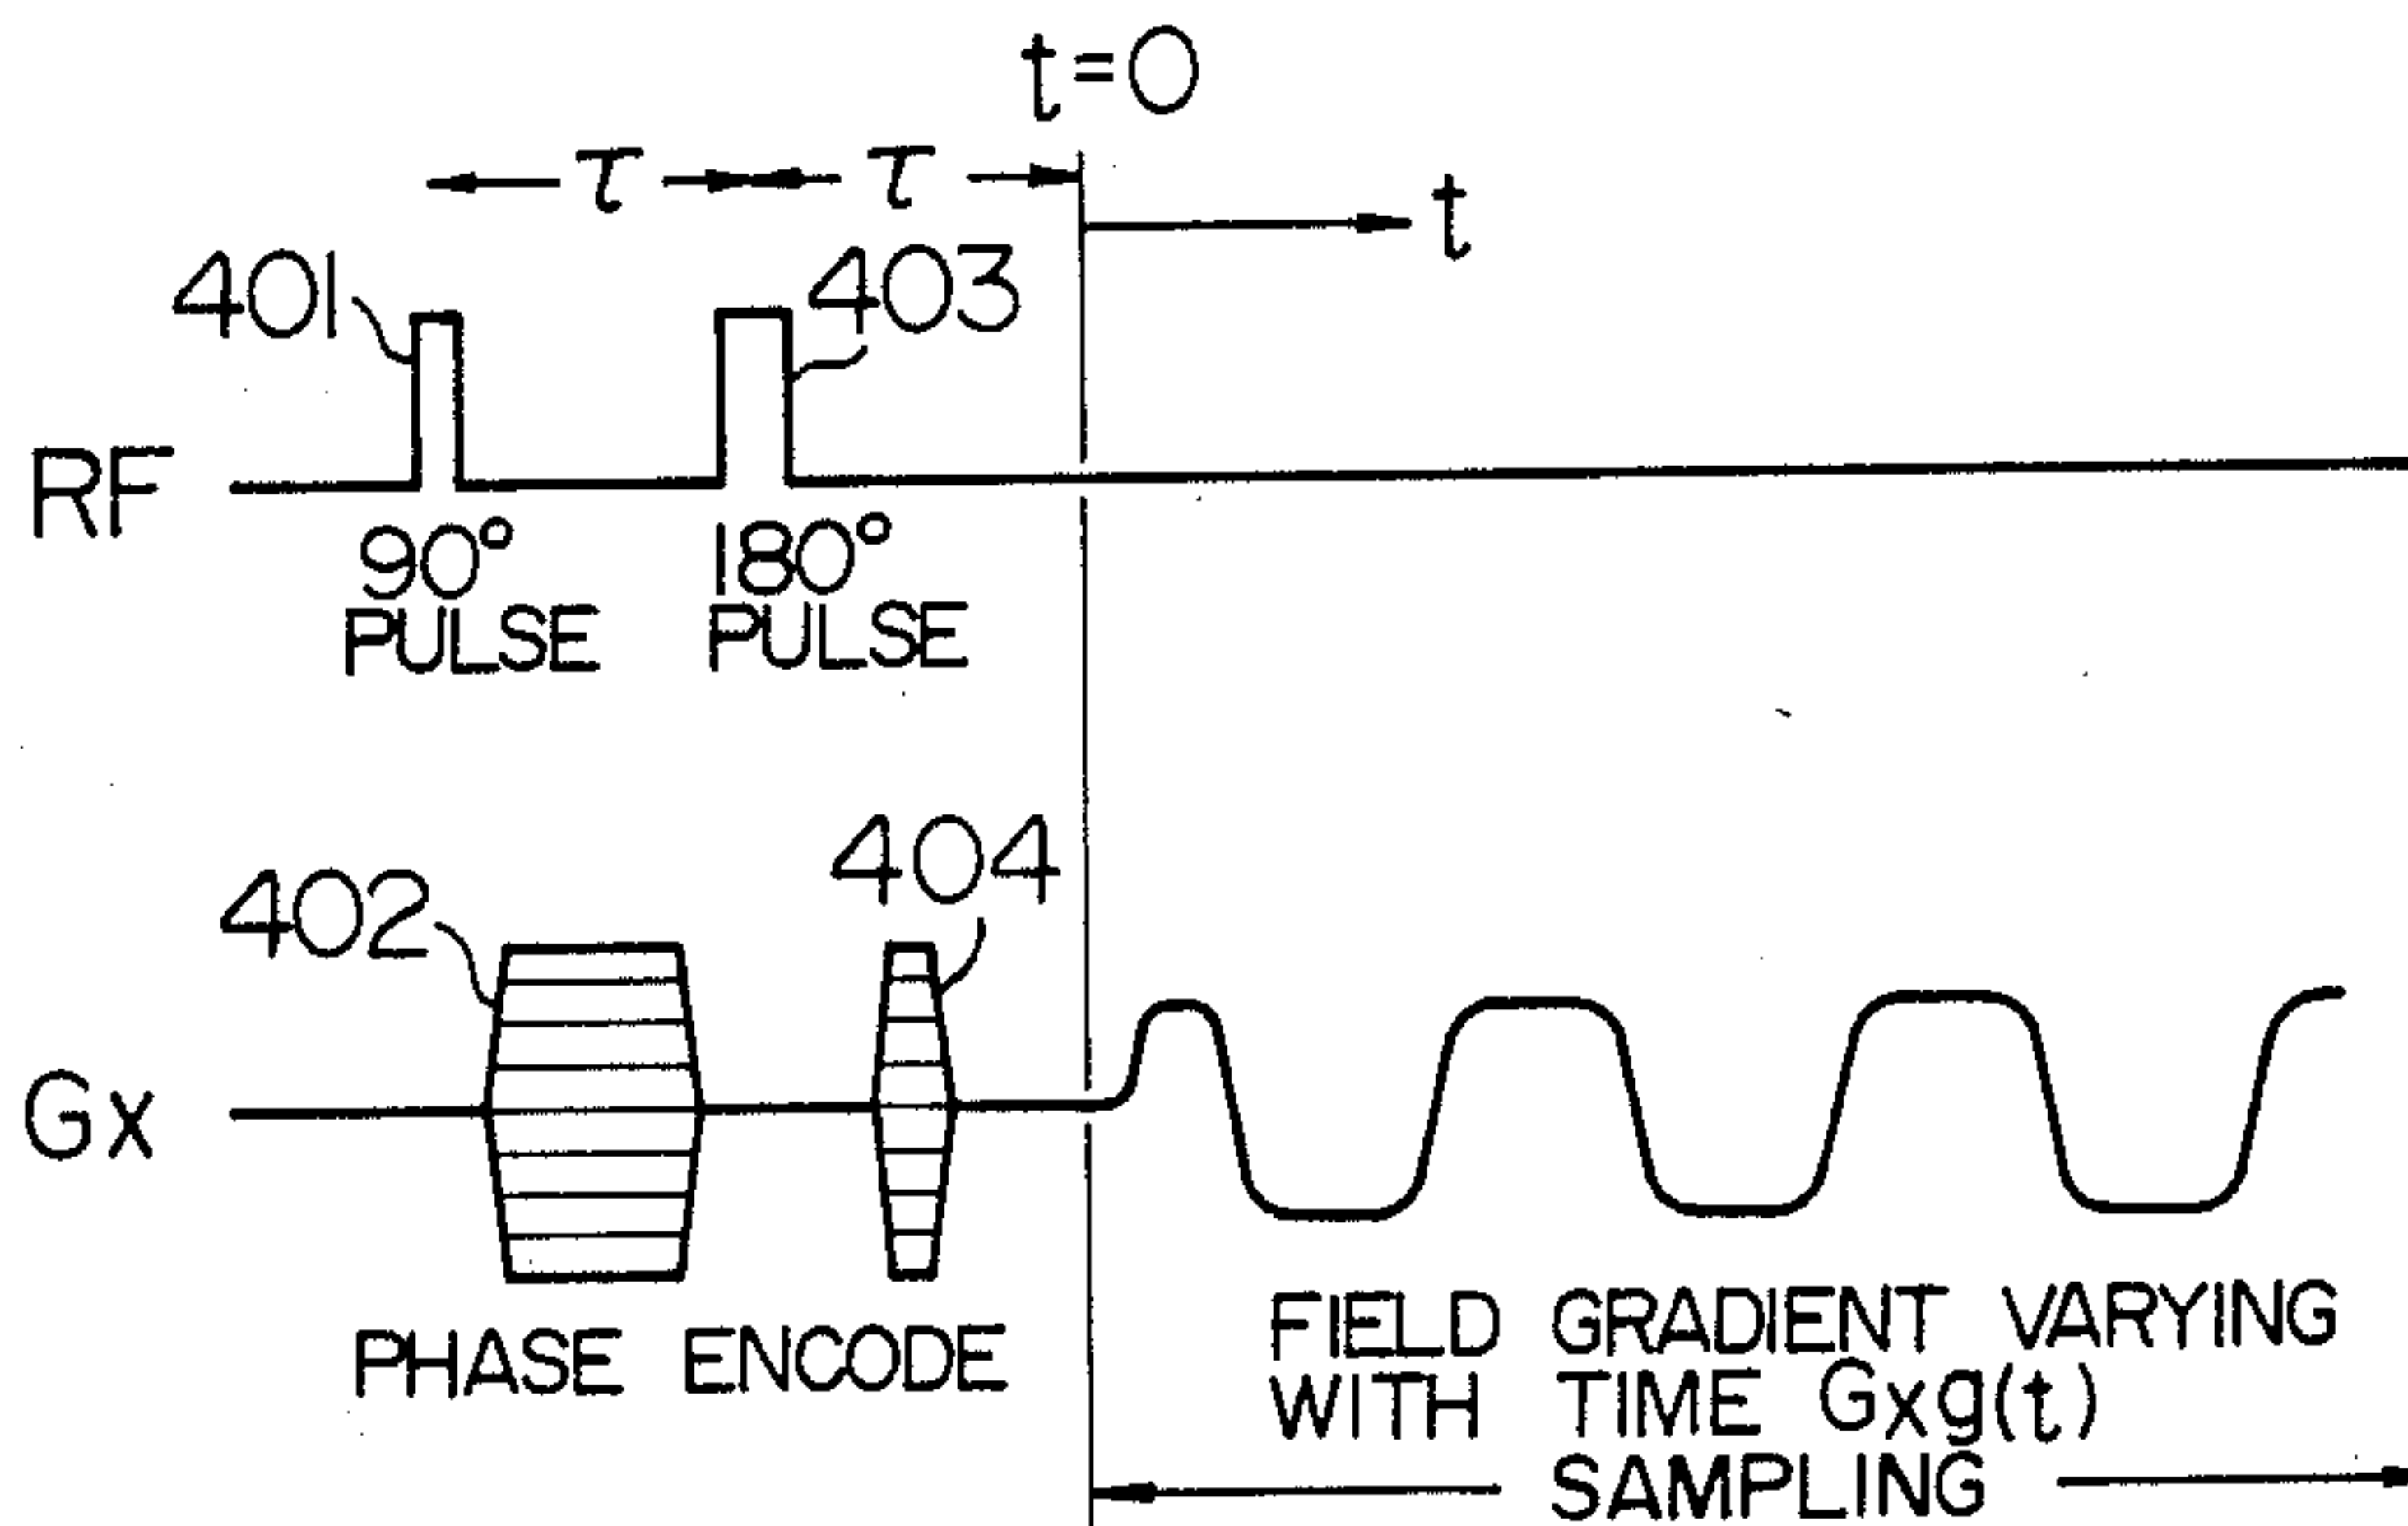 t=0
τ τ
t
401
403
RF
90° 180°
PULSE PULSE
404
402
Gx
PHASE ENCODE
FIELD GRADIENT VARYING
WITH TIME Gxg(t)
SAMPLING